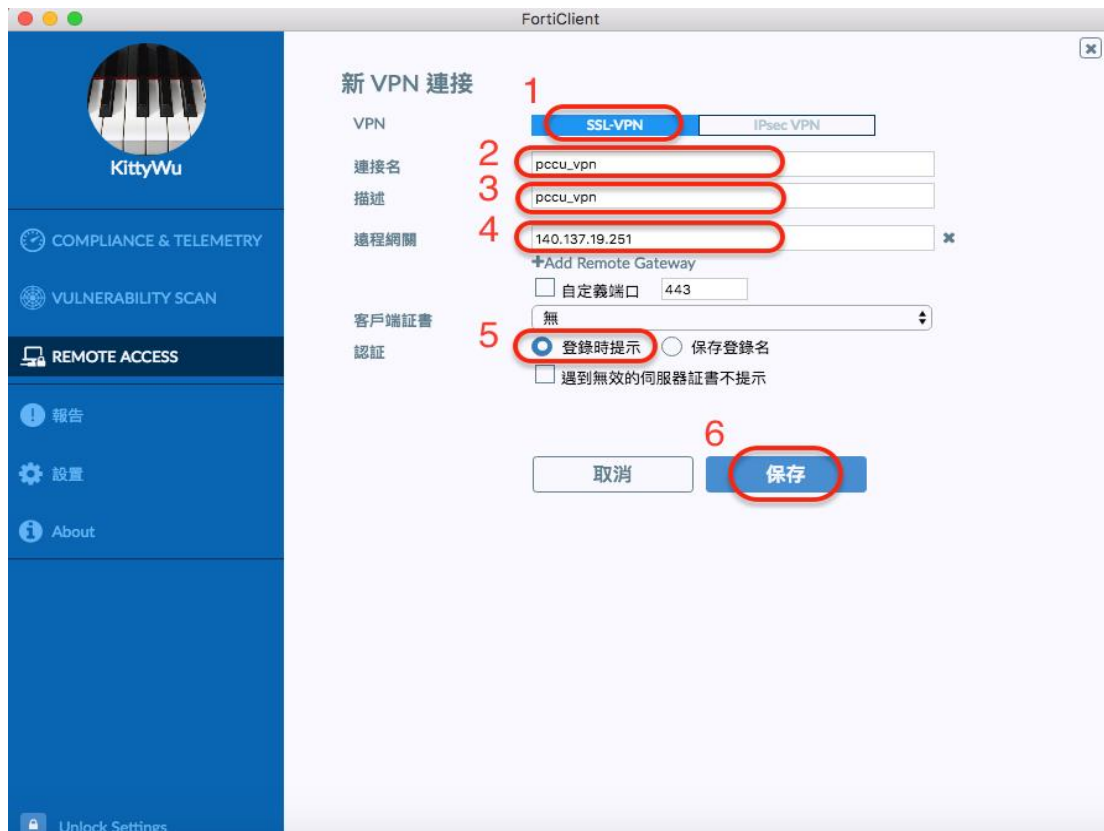 FortiClient
KittyWu
COMPLIANCE & TELEMETRY
VULNERABILITY SCAN
REMOTE ACCESS
報告
設置
About
Unlock Settings
新 VPN 連接
1
VPN SSL-VPN IPsec VPN
連接名 2 pccu_vpn
描述 3 pccu_vpn
遠程網關 4 140.137.19.251
+Add Remote Gateway
自定義端口 443
客戶端証書 無
認証 5 登錄時提示 保存登錄名
遇到無效的伺服器証書不提示
6
取消 保存